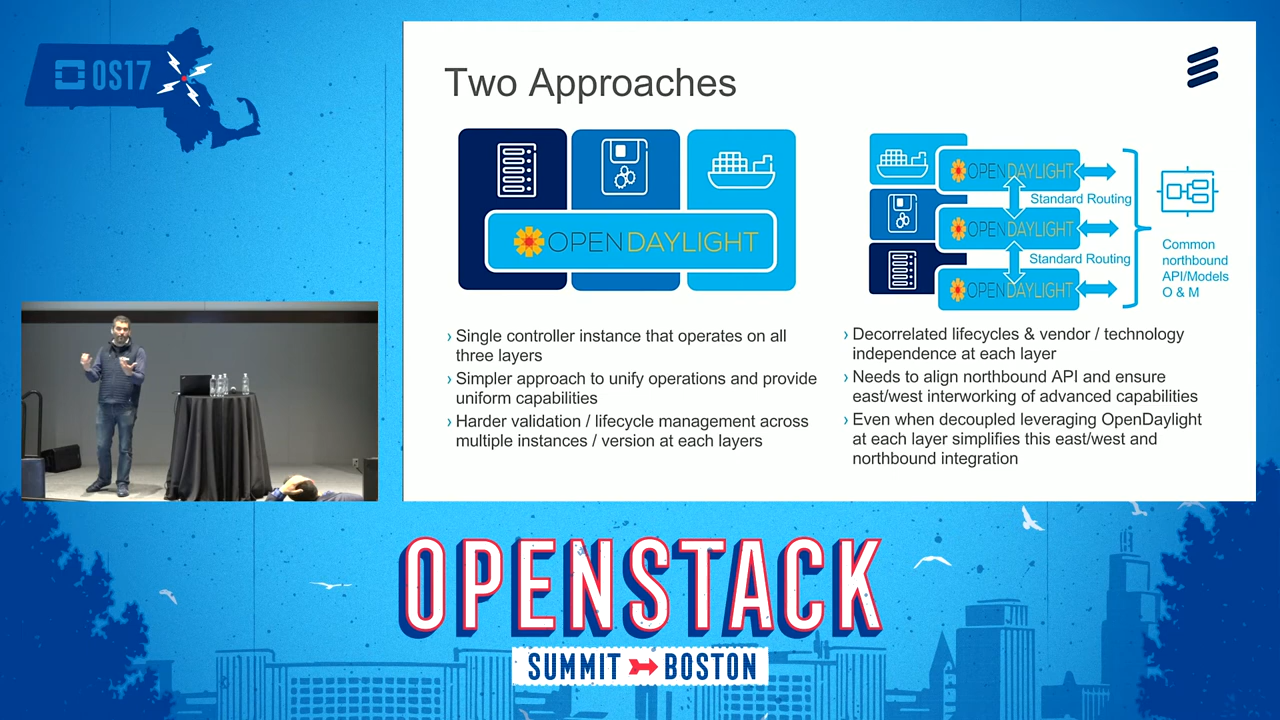 OS17
Two Approaches
OPENDAYLIGHT
Single controller instance that operates on all
three layers
Simpler approach to unify operations and provide
uniform capabilities
Harder validation / lifecycle management across
multiple instances / version at each layers
OPENDAYLIGHT
Standard Routing
OPENDAYLIGHT
Standard Routing
OPENDAYLIGHT
Common
northbound
API/Models
O & M
Decorrelated lifecycles & vendor / technology
independence at each layer
Needs to align northbound API and ensure
east/west interworking of advanced capabilities
Even when decoupled leveraging OpenDaylight
at each layer simplifies this east/west and
northbound integration
OPENSTACK
SUMMIT BOSTON